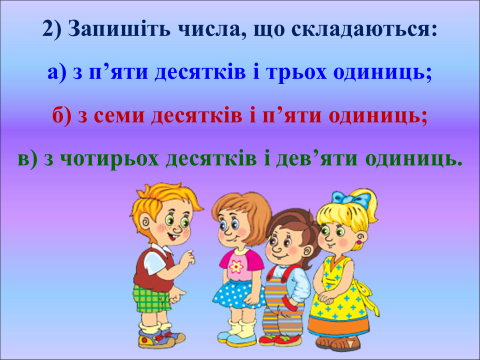 2) Запишіть числа, що складаються:
а) з п’яти десятків і трьох одиниць;
б) з семи десятків і п’яти одиниць;
в) з чотирьох десятків і дев’яти одиниць.